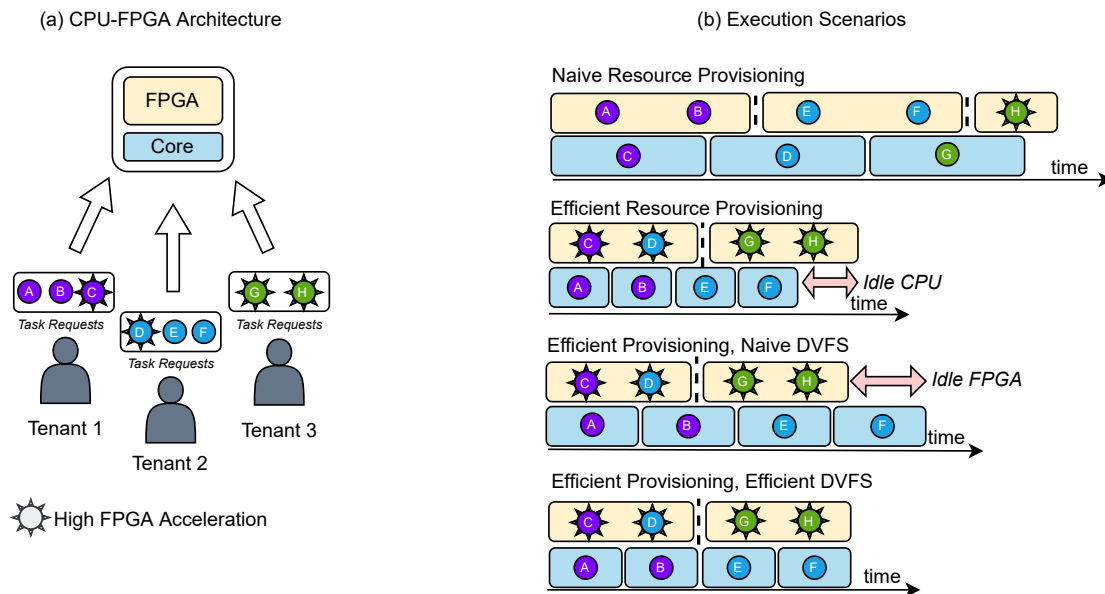 (a) CPU-FPGA Architecture
FPGA
Core
A B C
Task Requests
Tenant 1
D E F
Task Requests
Tenant 2
G H
Task Requests
Tenant 3
High FPGA Acceleration
(b) Execution Scenarios
Naive Resource Provisioning
A B E F H
C D G
time
Efficient Resource Provisioning
C D G H
A B E F
Idle CPU
time
Efficient Provisioning, Naive DVFS
C D G H
Idle FPGA
A B E F
time
Efficient Provisioning, Efficient DVFS
C D G H
A B E F
time